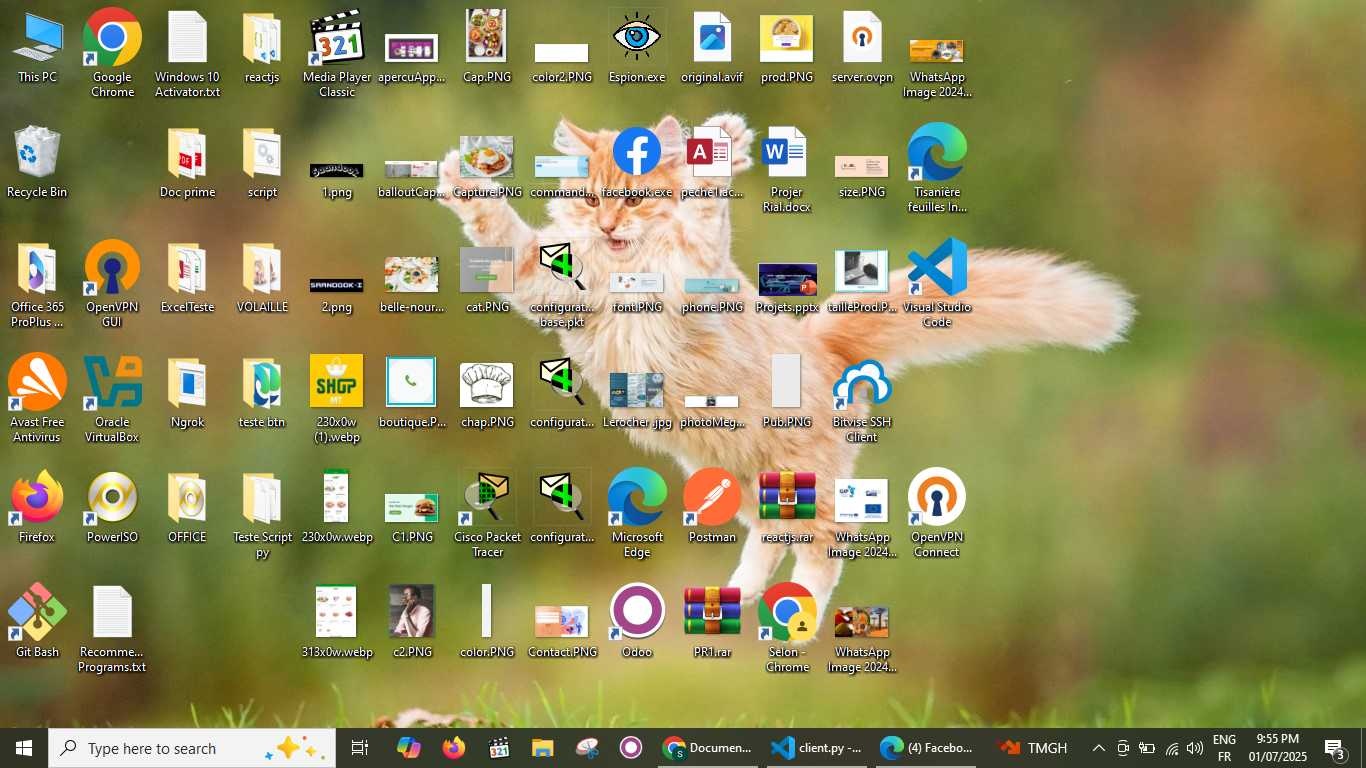 This PC
Google
Chrome
Windows 10
Activator.txt
reactjs
Media Player
Classic
apercuApp...
Cap.PNG
color2.PNG
Espion.exe
original.avif
prod.PNG
server.ovpn
WhatsApp
Image 2024...
Recycle Bin
Doc prime
script
1.png
balloutCap...
Capture.PNG
command...
facebook.exe
peche1.ac...
Projer
Rial.docx
size.PNG
Tisanière
feuilles In...
Office 365
ProPlus ...
OpenVPN
GUI
ExcelTeste
VOLAILLE
2.png
belle-nour...
cat.PNG
configurat...
base.pkt
font.PNG
phone.PNG
Projets.pptx
tailleProd.P...
Visual Studio
Code
Avast Free
Antivirus
Oracle
VirtualBox
Ngrok
teste btn
SHOP
230x0w
(1).webp
boutique.P...
chap.PNG
configurat...
Lerocher .jpg
photoMeg...
Pub.PNG
Bitvise SSH
Client
Firefox
PowerISO
OFFICE
Teste Script
py
230x0w.webp
C1.PNG
Cisco Packet
Tracer
configurat...
Microsoft
Edge
Postman
reactjs.rar
WhatsApp
Image 2024...
OpenVPN
Connect
Git Bash
Recomme...
Programs.txt
313x0w.webp
c2.PNG
color.PNG
Contact.PNG
Odoo
PR1.rar
Selon -
Chrome
WhatsApp
Image 2024...
Type here to search
Documen...
client.py -...
(4) Facebo...
TMGH
ENG
FR
9:55 PM
01/07/2025
3